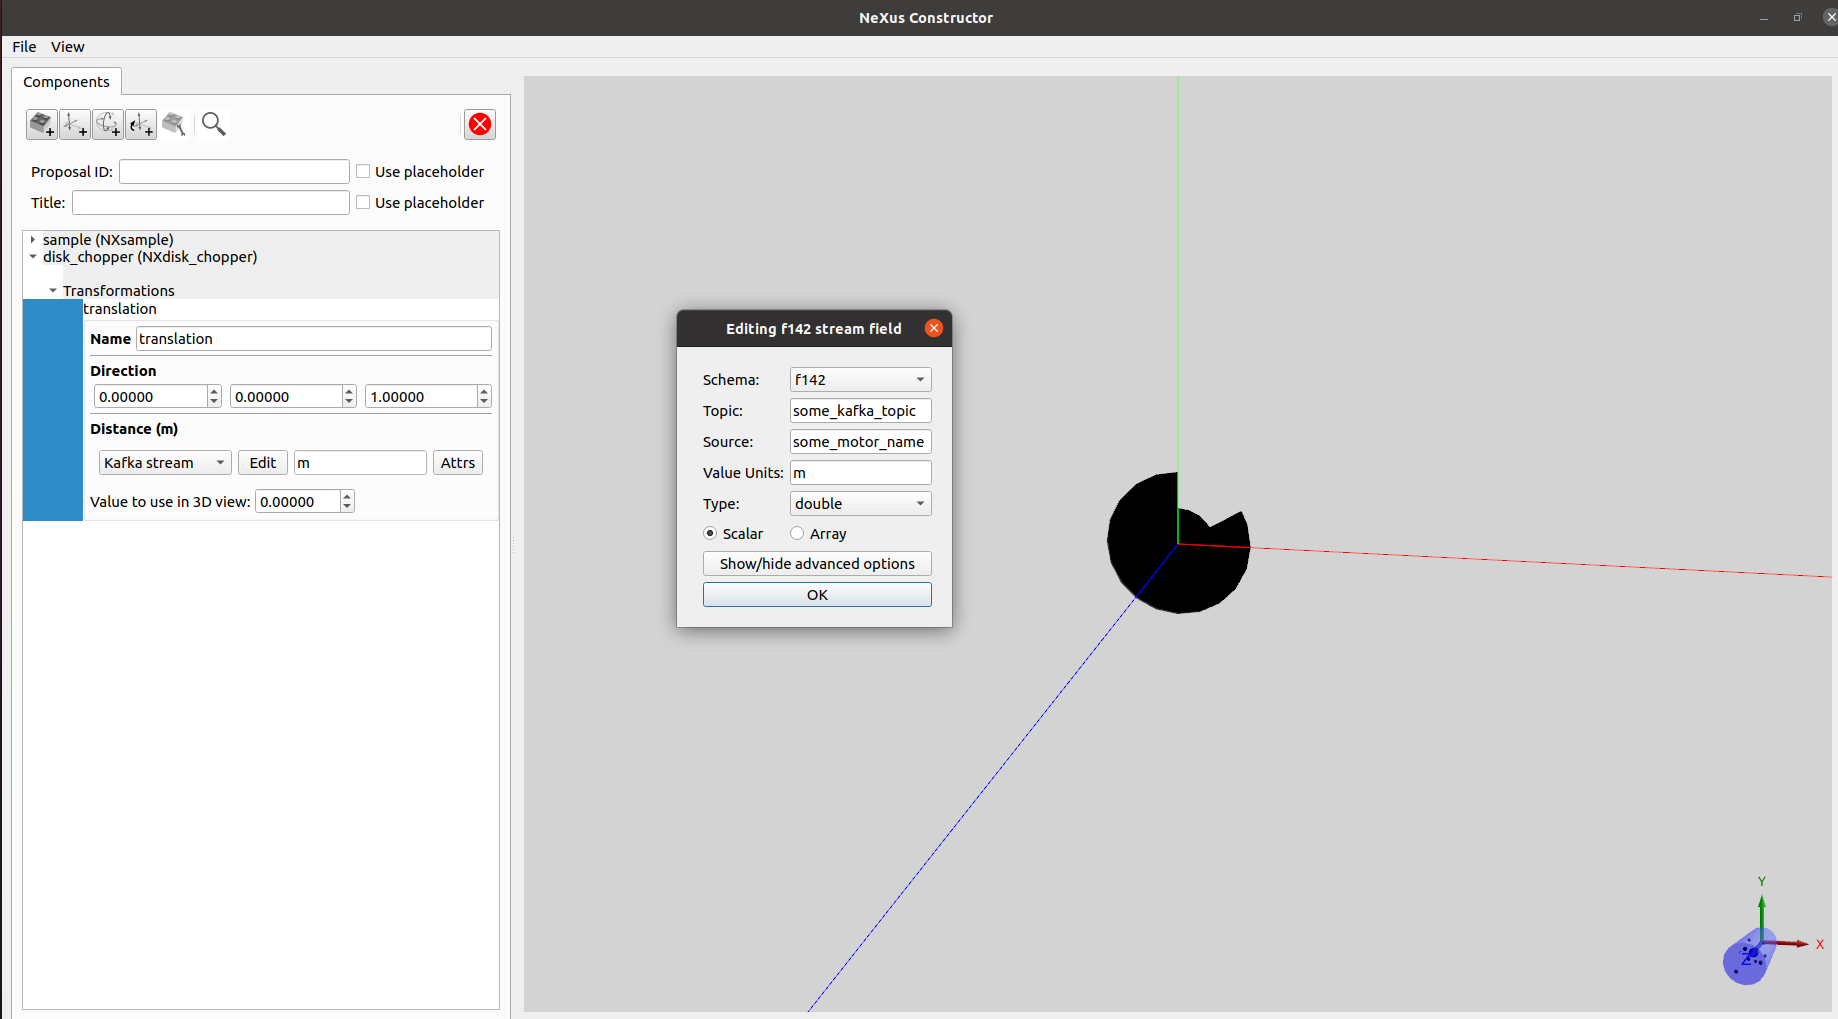 NeXus Constructor
File View
Components
Proposal ID: Use placeholder
Title: Use placeholder
sample (NXsample)
disk_chopper (NXdisk_chopper)
Transformations
translation
Name translation
Direction
0.00000 0.00000 1.00000
Distance (m)
Kafka stream Edit m Attrs
Value to use in 3D view: 0.00000
Editing f142 stream field
Schema: f142
Topic: some_kafka_topic
Source: some_motor_name
Value Units: m
Type: double
Scalar Array
Show/hide advanced options
OK
Y
X
Z